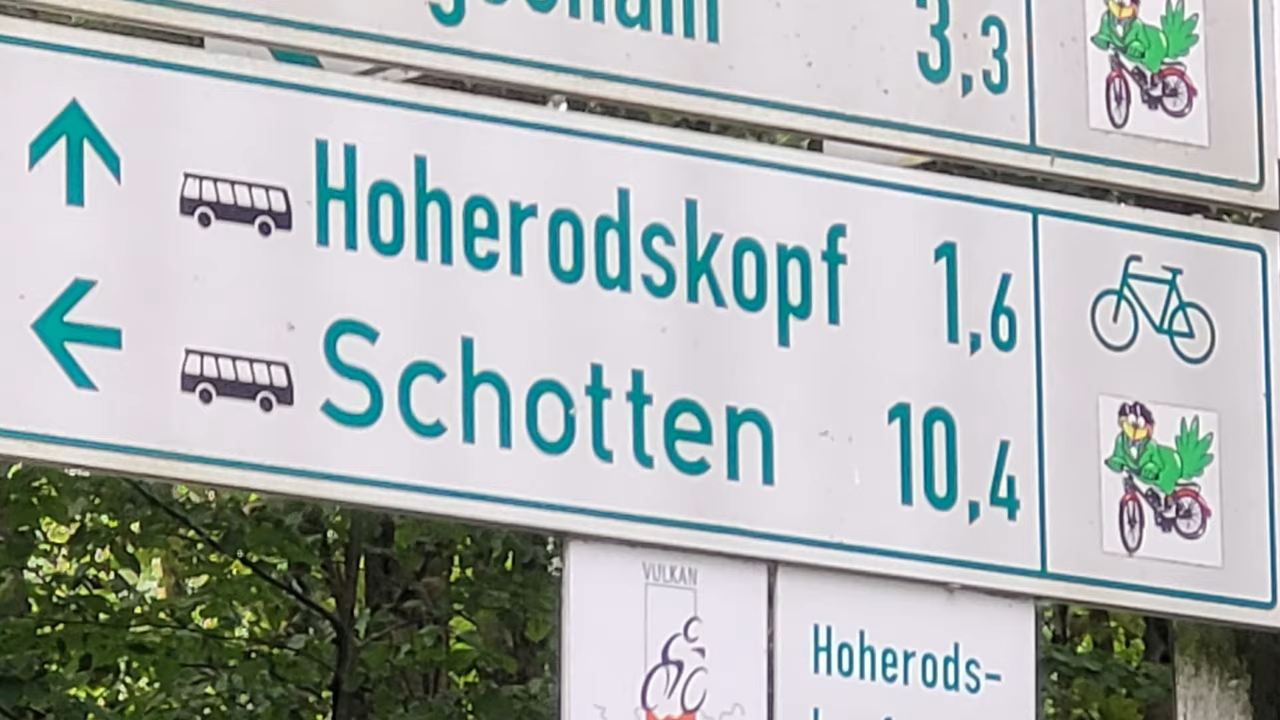 3,3
Hoherodskopf 1,6
Schotten 10,4
VULKAN
Hoherods-